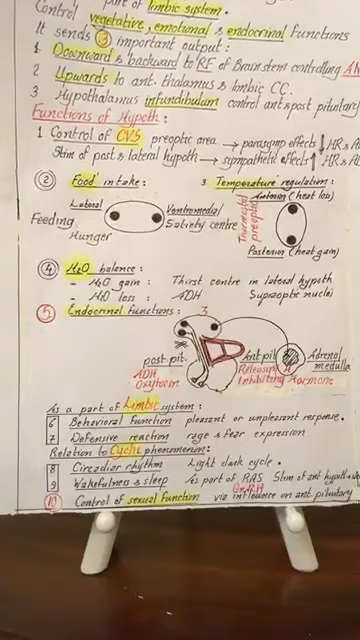 part of limbic system.
Control vegetative, emotional & endocrinal functions
It sends 3 important output:
1. Downward & backward to RF of Brain stem controlling AN
2 Upwards to ant. thalamus & limbic CC.
3 Hypothalamus infundibulum control ant & post pituitary
Functions of Hypoth:
1 Control of CVS preoptic area → parasymp effects ↓ HR &
Stim of post & lateral hypoth → sympathetic effects ↑ HR &
2 Food intake:
Lateral
Feeding
Hunger
Ventromedial
Satiety centre
3 Temperature regulation:
Anterior (heat loss)
preoptic
Posterior (heat gain)
4 H2O balance:
- H2O gain: Thirst centre in lateral hypoth
- H2O loss: ADH Supraoptic nuclei
5 Endocrinal functions:
3
post pit.
ADH
Oxytocin
Ant pit
Releasing &
Inhibiting Hormone
Adrenal
medulla
As a part of Limbic system:
6 Behavioral function pleasant or unpleasant response.
7 Defensive reaction rage & fear expression
Relation to Cyclic phenomenon:
8 Circadian rhythm Light dark cycle.
9 Wakefulness & sleep As part of RAS Stim of ant hypoth
GnRH
10 Control of sexual function via influence on ant pituitary